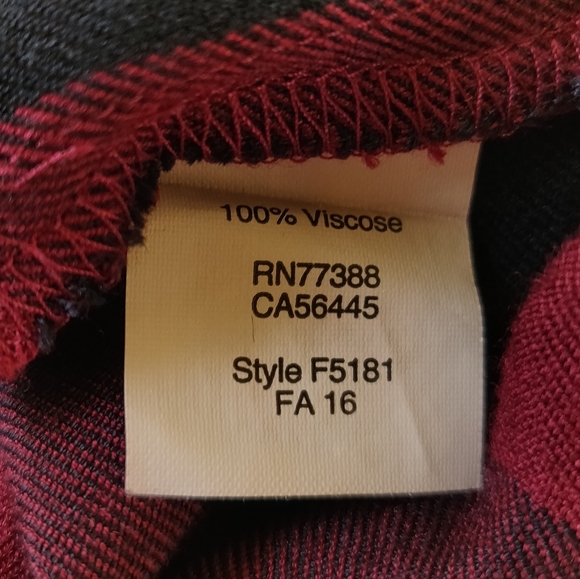 100% Viscose
RN77388
CA56445
Style F5181
FA 16